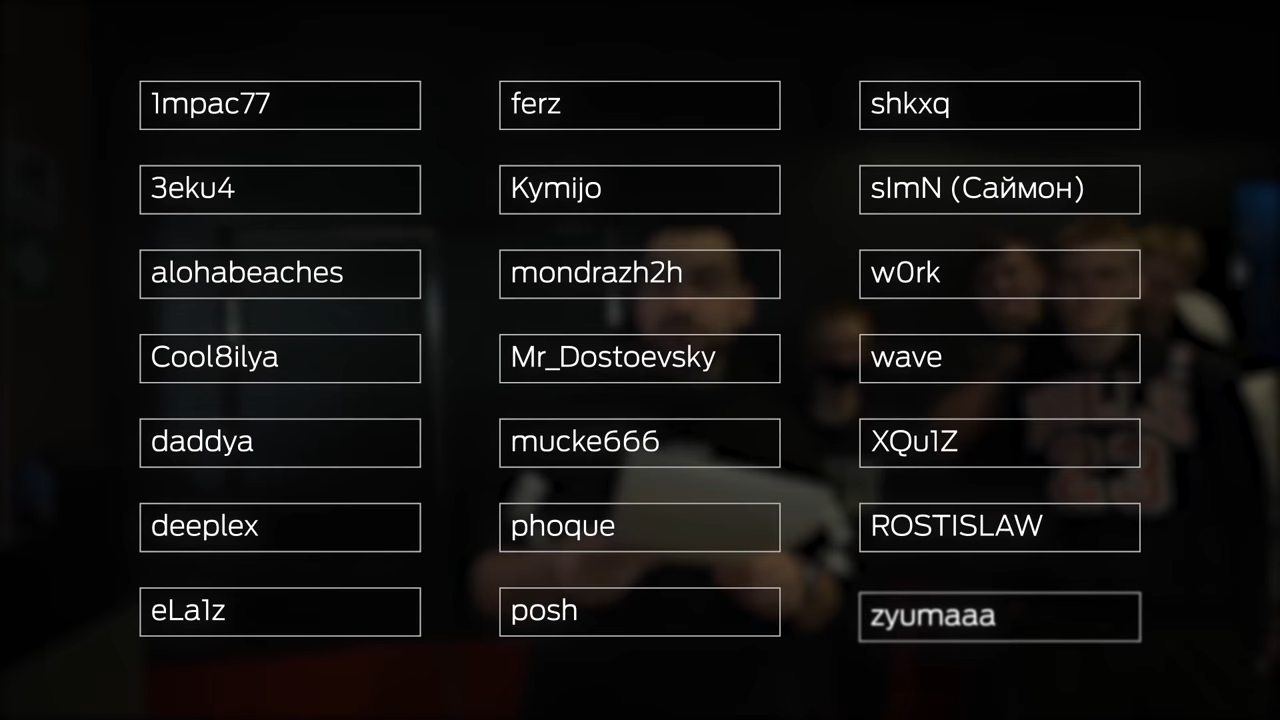 1mpac77
3eku4
alohabeaches
Cool8ilya
daddya
deeplex
eLa1z
ferz
Kymijo
mondrazh2h
Mr_Dostoevsky
mucke666
phoque
posh
shkxq
sImN (Саймон)
w0rk
wave
XQu1Z
ROSTISLAW
zyumaaa